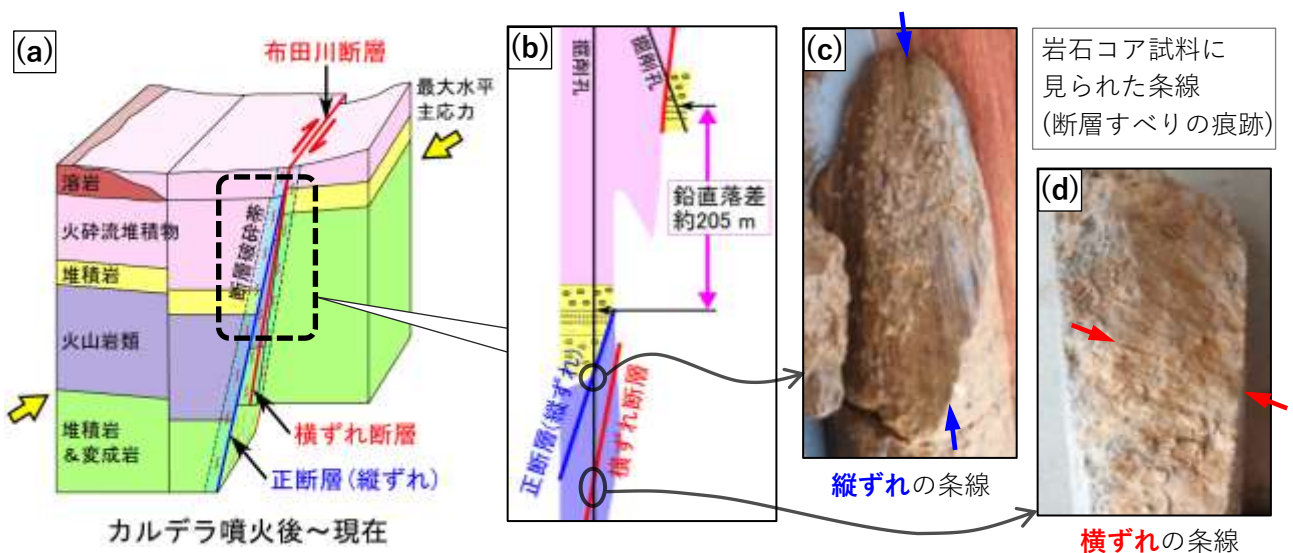 (a)
布田川断層
最大水平
主応力
溶岩
火砕流堆積物
断層破砕帯
堆積岩
火山岩類
堆積岩
&変成岩
横ずれ断層
正断層(縦ずれ)
カルデラ噴火後~現在
(b)
掘削孔
掘削孔
鉛直落差
約205 m
正断層(縦ずれ)
横ずれ断層
(c)
縦ずれの条線
岩石コア試料に
見られた条線
(断層すべりの痕跡)
(d)
横ずれの条線